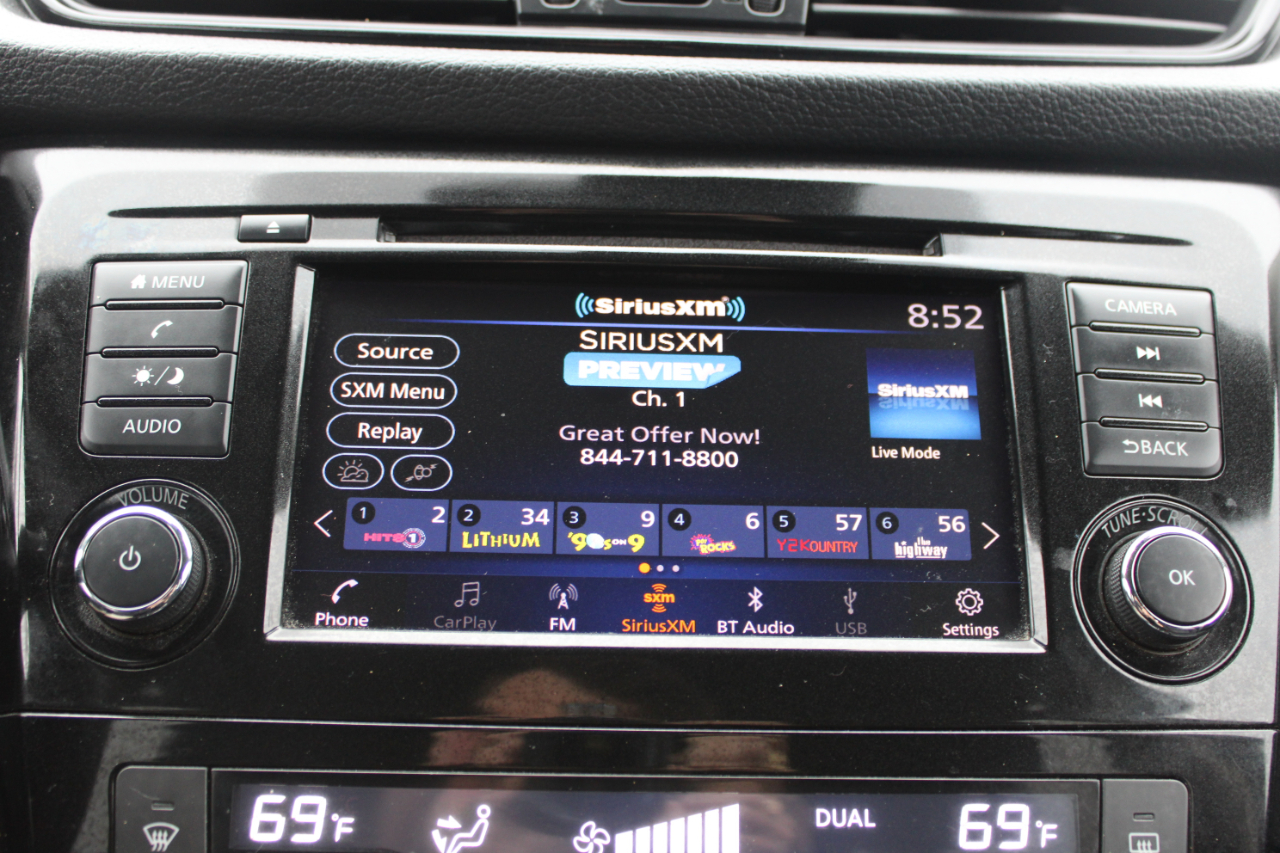 MENU
AUDIO
VOLUME
SiriusXM
8:52
Source
SXM Menu
Replay
SIRIUSXM
PREVIEW
Ch. 1
Great Offer Now!
844-711-8800
SiriusXM
Live Mode
1 2 HITS 1
2 34 LITHIUM
3 9 '90s ON 9
4 6
ROCKS
5 57 Y2KOUNTRY
6 56 the highway
Phone
CarPlay
FM
sxm
SiriusXM
BT Audio
USB
Settings
CAMERA
BACK
TUNE·SCROLL
OK
69°F
DUAL
69°F